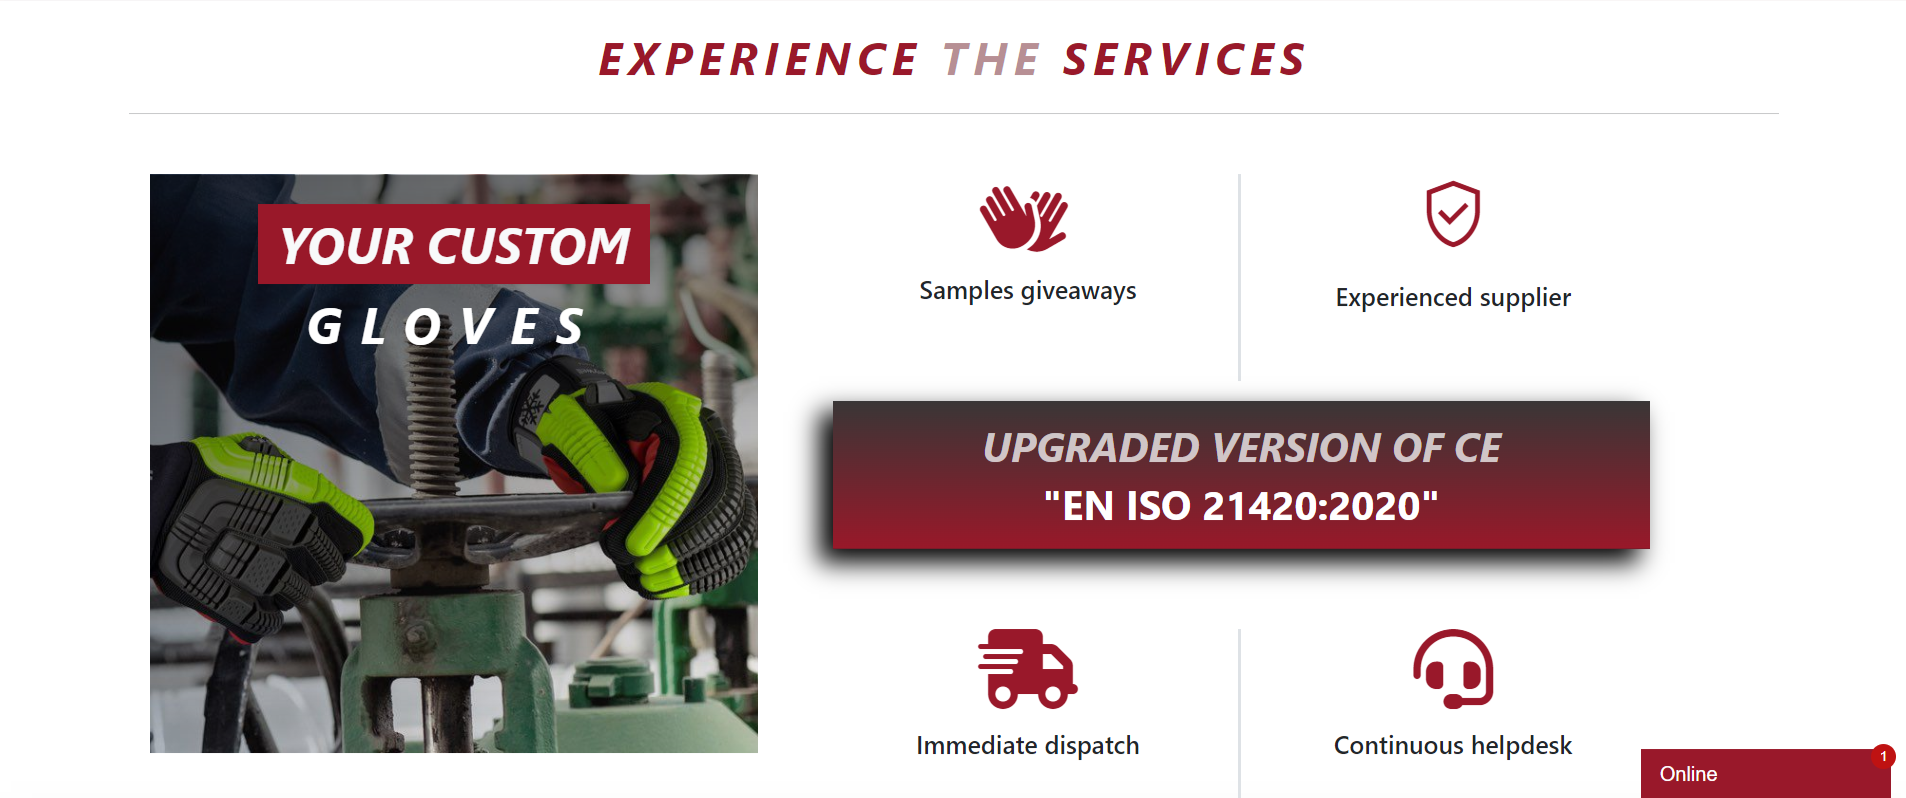 EXPERIENCE THE SERVICES
YOUR CUSTOM
GLOVES
Samples giveaways
Experienced supplier
UPGRADED VERSION OF CE
"EN ISO 21420:2020"
Immediate dispatch
Continuous helpdesk
1
Online